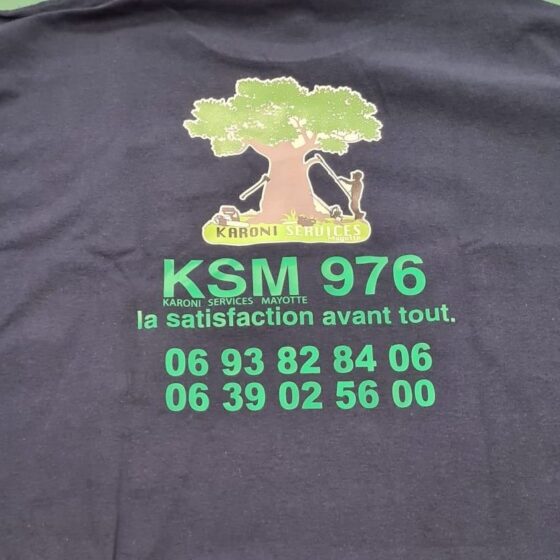 KARONI SERVICES
Mayotte
KSM 976
KARONI SERVICES MAYOTTE
la satisfaction avant tout.
06 93 82 84 06
06 39 02 56 00